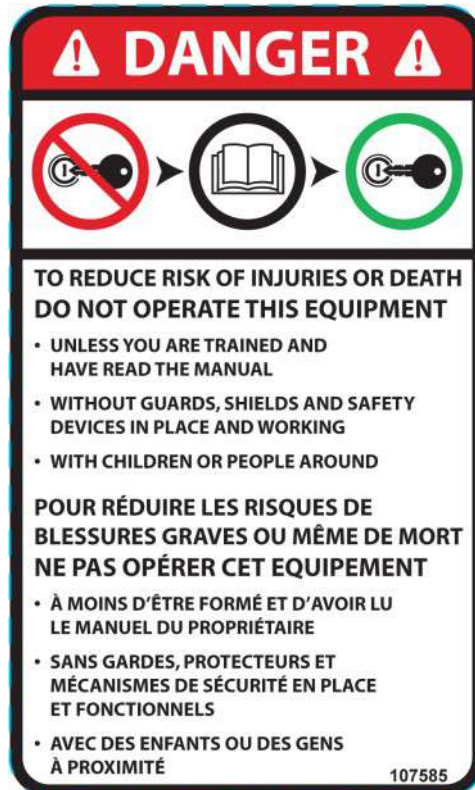 DANGER
TO REDUCE RISK OF INJURIES OR DEATH
DO NOT OPERATE THIS EQUIPMENT
• UNLESS YOU ARE TRAINED AND
HAVE READ THE MANUAL
• WITHOUT GUARDS, SHIELDS AND SAFETY
DEVICES IN PLACE AND WORKING
• WITH CHILDREN OR PEOPLE AROUND
POUR RÉDUIRE LES RISQUES DE
BLESSURES GRAVES OU MÊME DE MORT
NE PAS OPÉRER CET EQUIPEMENT
• À MOINS D'ÊTRE FORMÉ ET D'AVOIR LU
LE MANUEL DU PROPRIÉTAIRE
• SANS GARDES, PROTECTEURS ET
MÉCANISMES DE SÉCURITÉ EN PLACE
ET FONCTIONNELS
• AVEC DES ENFANTS OU DES GENS
À PROXIMITÉ
107585